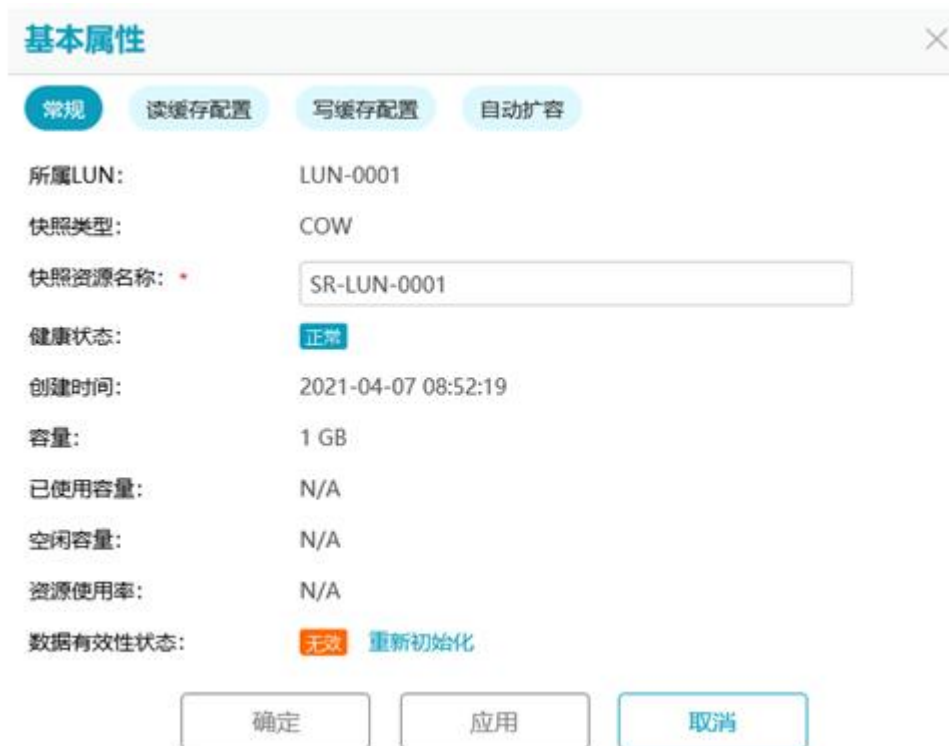 基本属性
常规 读缓存配置 写缓存配置 自动扩容
所属LUN: LUN-0001
快照类型: COW
快照资源名称: * SR-LUN-0001
健康状态: 正常
创建时间: 2021-04-07 08:52:19
容量: 1 GB
已使用容量: N/A
空闲容量: N/A
资源使用率: N/A
数据有效性状态: 无效 重新初始化
确定 应用 取消